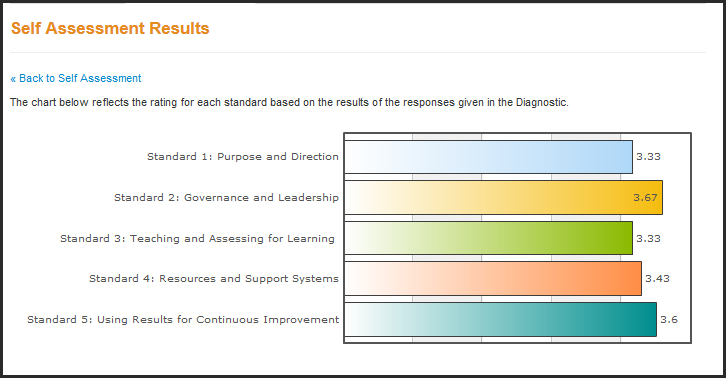 Self Assessment Results
« Back to Self Assessment
The chart below reflects the rating for each standard based on the results of the responses given in the Diagnostic.
Standard 1: Purpose and Direction 3.33
Standard 2: Governance and Leadership 3.67
Standard 3: Teaching and Assessing for Learning 3.33
Standard 4: Resources and Support Systems 3.43
Standard 5: Using Results for Continuous Improvement 3.6